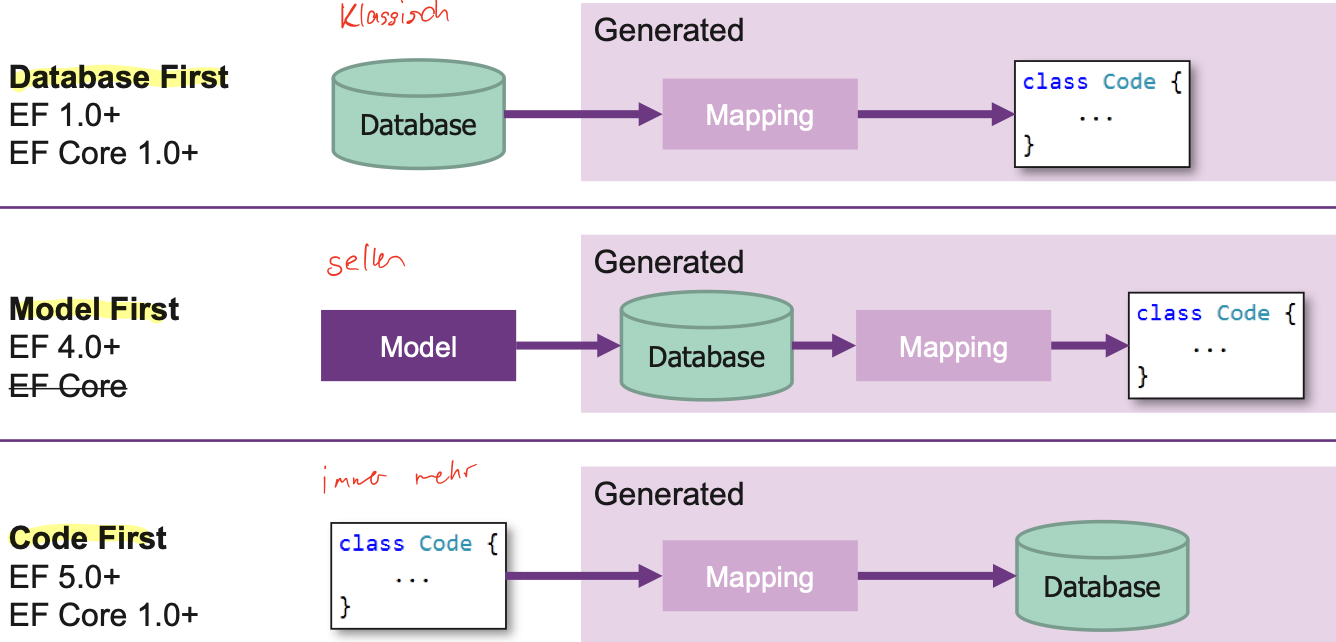 Klassisch
Generated
Database First
EF 1.0+
EF Core 1.0+
Database
Mapping
class Code {
...
}
selten
Generated
Model First
EF 4.0+
EF Core
Model
Database
Mapping
class Code {
...
}
immer mehr
Generated
Code First
EF 5.0+
EF Core 1.0+
class Code {
...
}
Mapping
Database